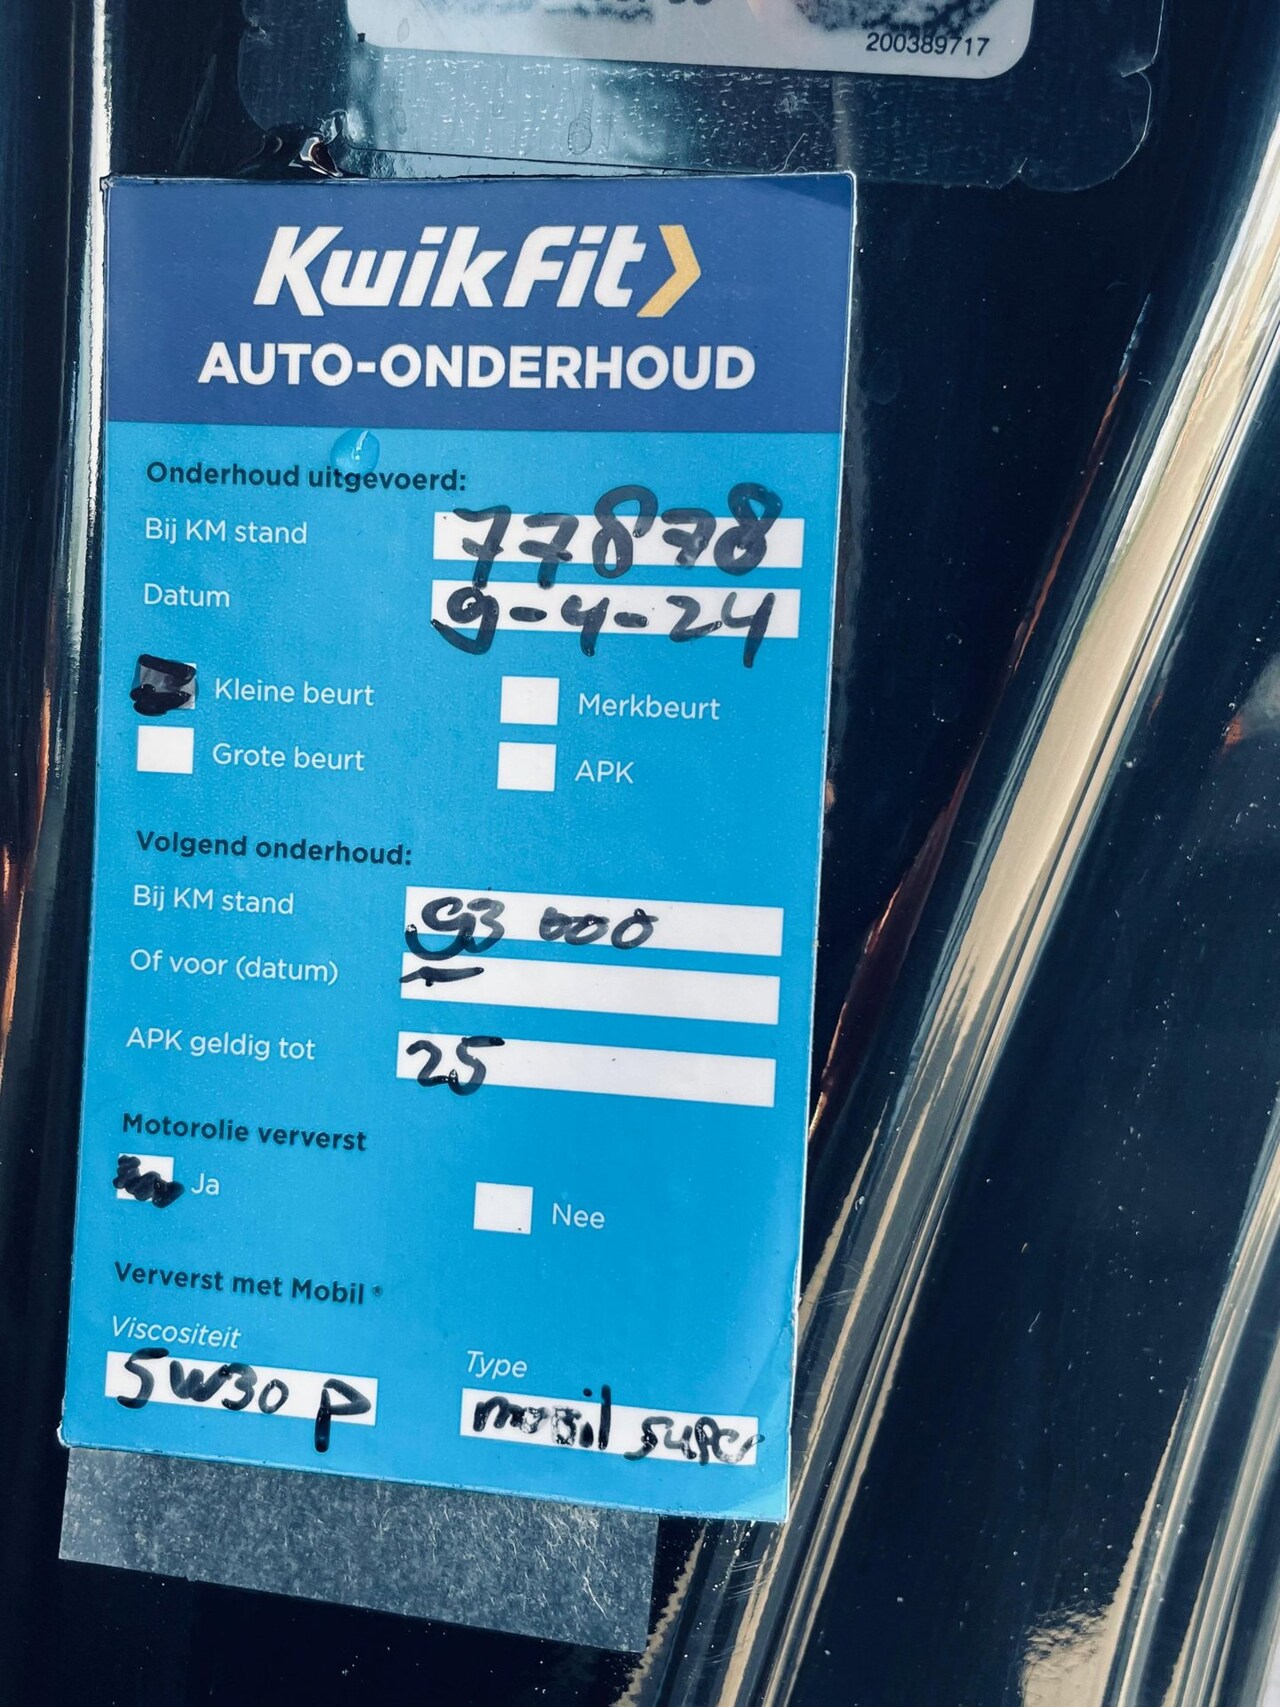 200389717
KwikFit
AUTO-ONDERHOUD
Onderhoud uitgevoerd:
Bij KM stand 77878
Datum 9-4-24
Kleine beurt Merkbeurt
Grote beurt APK
Volgend onderhoud:
Bij KM stand 93 000
Of voor (datum) -
APK geldig tot 25
Motorolie ververst
Ja Nee
Ververst met Mobil®
Viscositeit Type
5W30 P mobil super